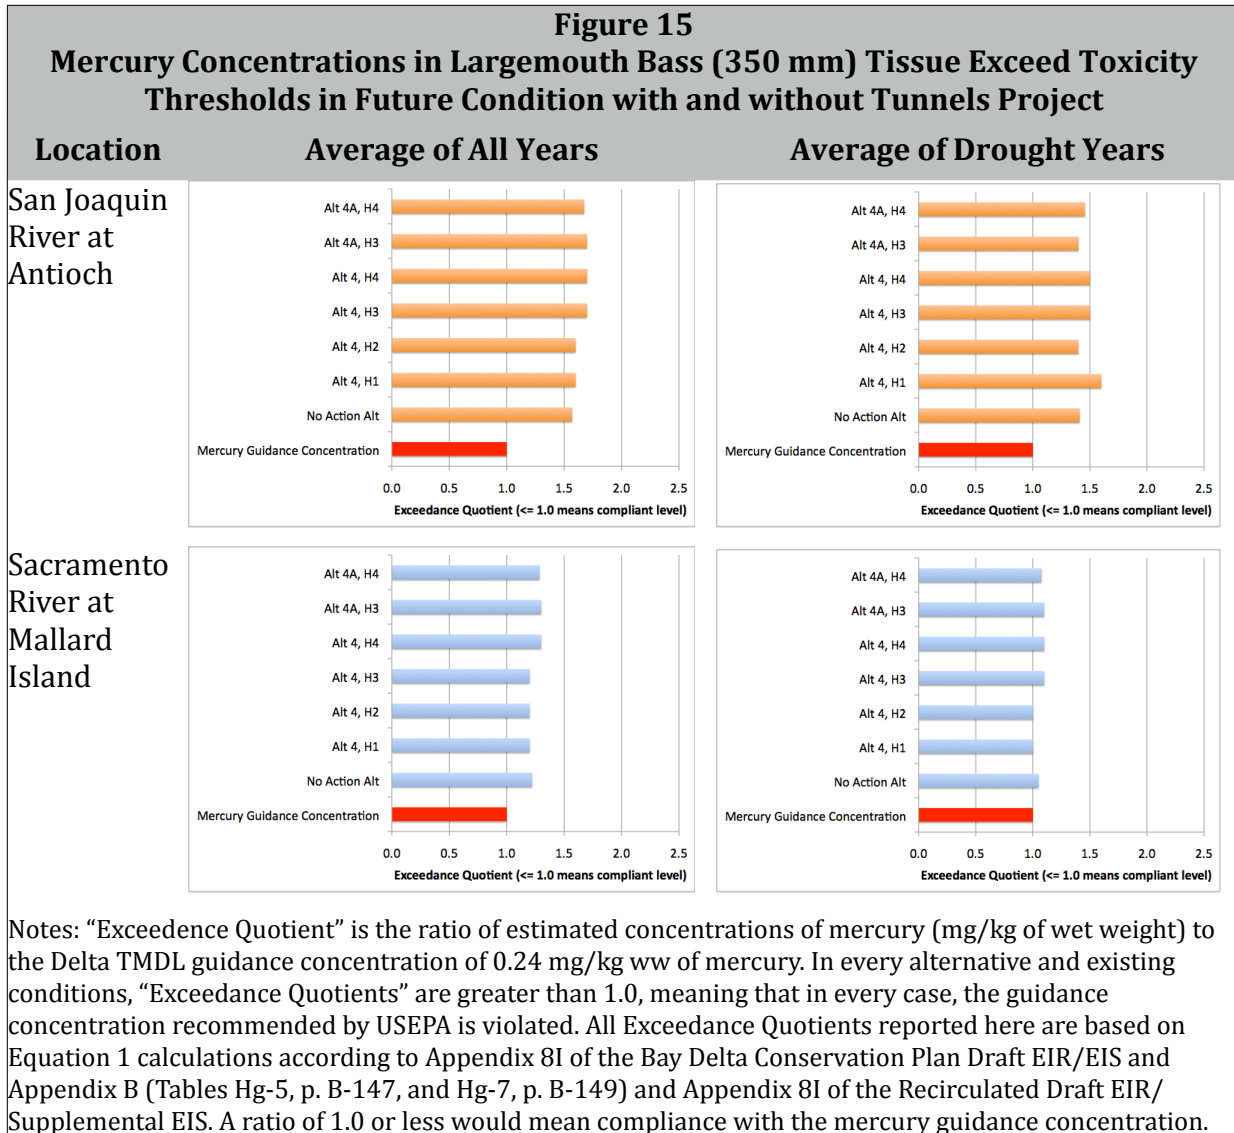 Figure 15
Mercury Concentrations in Largemouth Bass (350 mm) Tissue Exceed Toxicity
Thresholds in Future Condition with and without Tunnels Project
Location
Average of All Years
Average of Drought Years
San Joaquin
River at
Antioch
Alt 4A, H4
Alt 4A, H3
Alt 4, H4
Alt 4, H3
Alt 4, H2
Alt 4, H1
No Action Alt
Mercury Guidance Concentration
0.0 0.5 1.0 1.5 2.0 2.5
Exceedance Quotient (<= 1.0 means compliant level)
Alt 4A, H4
Alt 4A, H3
Alt 4, H4
Alt 4, H3
Alt 4, H2
Alt 4, H1
No Action Alt
Mercury Guidance Concentration
0.0 0.5 1.0 1.5 2.0 2.5
Exceedance Quotient (<= 1.0 means compliant level)
Sacramento
River at
Mallard
Island
Alt 4A, H4
Alt 4A, H3
Alt 4, H4
Alt 4, H3
Alt 4, H2
Alt 4, H1
No Action Alt
Mercury Guidance Concentration
0.0 0.5 1.0 1.5 2.0 2.5
Exceedance Quotient (<= 1.0 means compliant level)
Alt 4A, H4
Alt 4A, H3
Alt 4, H4
Alt 4, H3
Alt 4, H2
Alt 4, H1
No Action Alt
Mercury Guidance Concentration
0.0 0.5 1.0 1.5 2.0 2.5
Exceedance Quotient (<= 1.0 means compliant level)
Notes: “Exceedence Quotient” is the ratio of estimated concentrations of mercury (mg/kg of wet weight) to
the Delta TMDL guidance concentration of 0.24 mg/kg ww of mercury. In every alternative and existing
conditions, “Exceedance Quotients” are greater than 1.0, meaning that in every case, the guidance
concentration recommended by USEPA is violated. All Exceedance Quotients reported here are based on
Equation 1 calculations according to Appendix 8I of the Bay Delta Conservation Plan Draft EIR/EIS and
Appendix B (Tables Hg-5, p. B-147, and Hg-7, p. B-149) and Appendix 8I of the Recirculated Draft EIR/
Supplemental EIS. A ratio of 1.0 or less would mean compliance with the mercury guidance concentration.